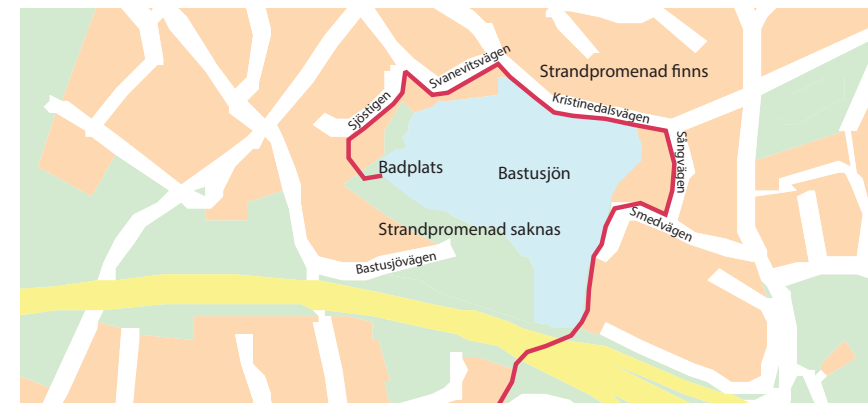 Svanevitsvägen
Strandpromenad finns
Sjöstigen
Kristinedalsvägen
Sångvägen
Badplats
Bastusjön
Smedvägen
Strandpromenad saknas
Bastusjövägen